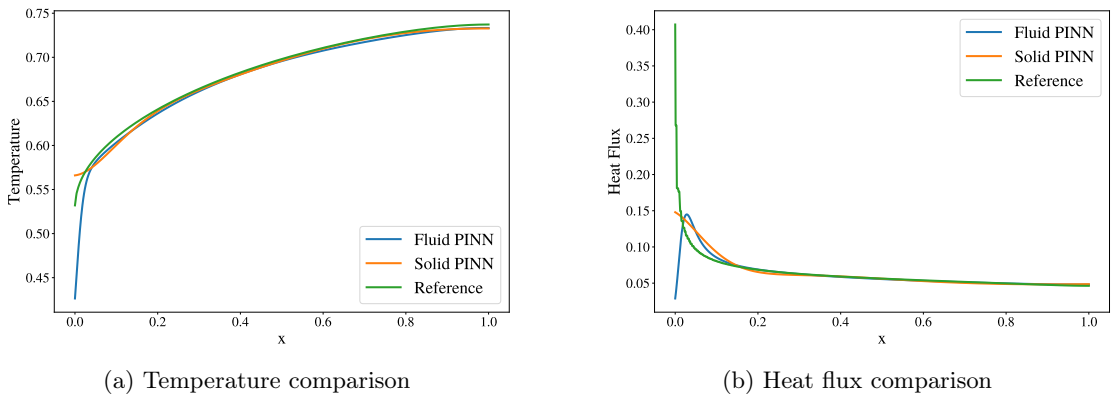 0.75
0.70
0.65
0.60
0.55
0.50
0.45
Temperature
0.0 0.2 0.4 0.6 0.8 1.0
x
Fluid PINN
Solid PINN
Reference
(a) Temperature comparison
0.40
0.35
0.30
0.25
0.20
0.15
0.10
0.05
Heat Flux
0.0 0.2 0.4 0.6 0.8 1.0
x
Fluid PINN
Solid PINN
Reference
(b) Heat flux comparison